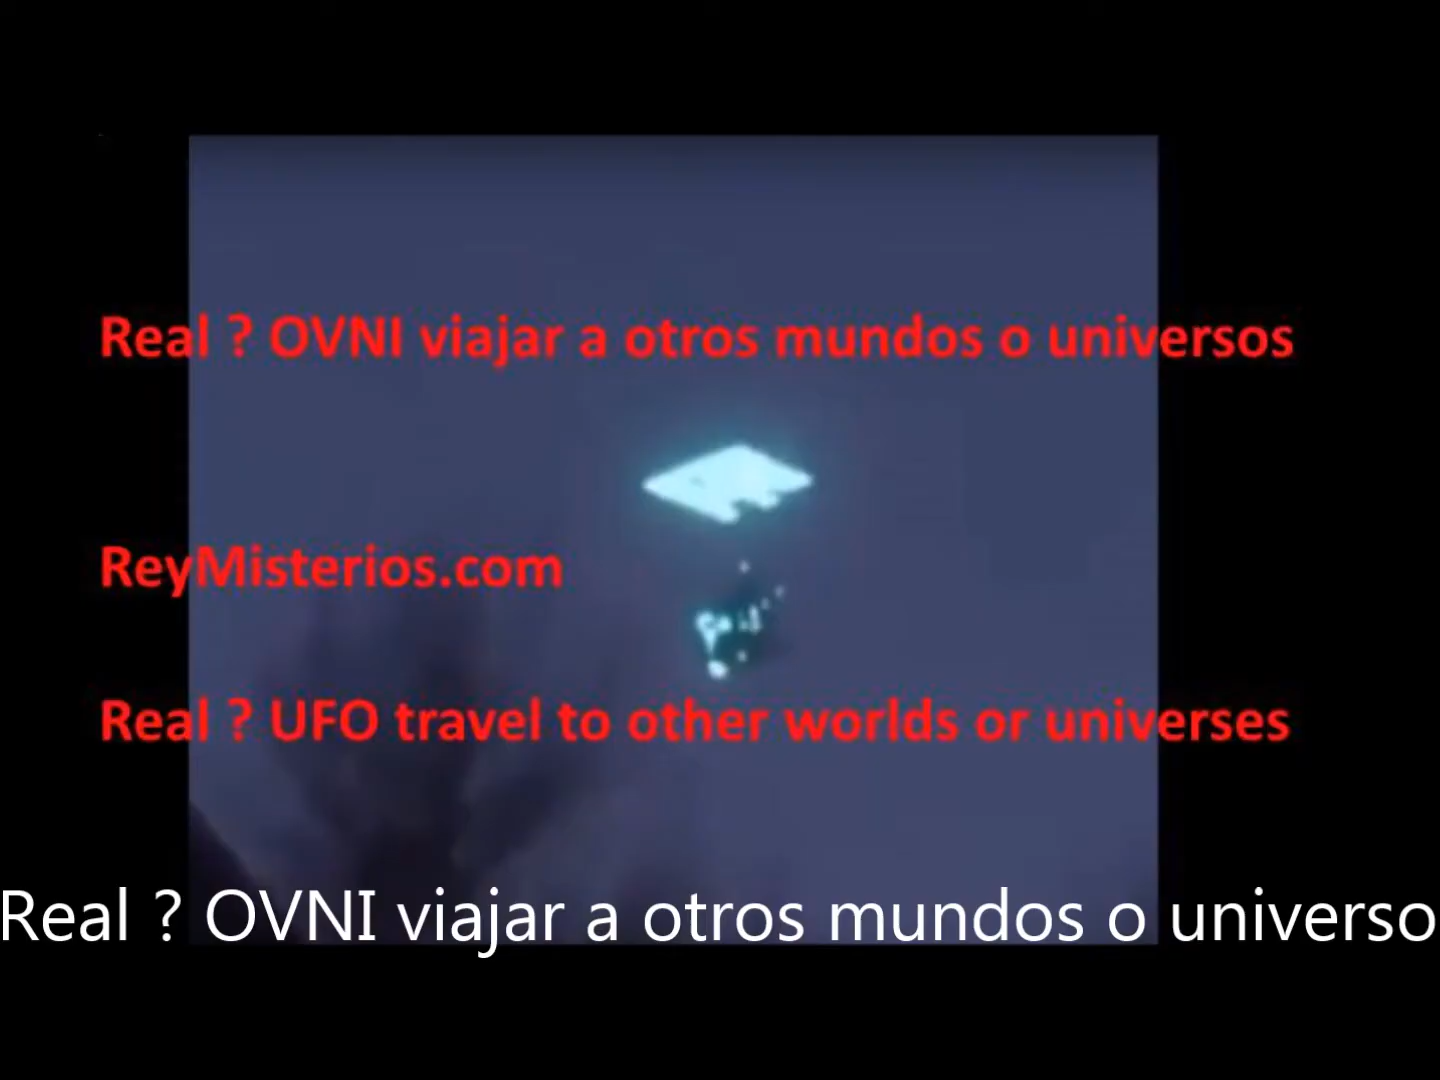 Real ? OVNI viajar a otros mundos o universos
ReyMisterios.com
Real ? UFO travel to other worlds or universes
Real ? OVNI viajar a otros mundos o universo